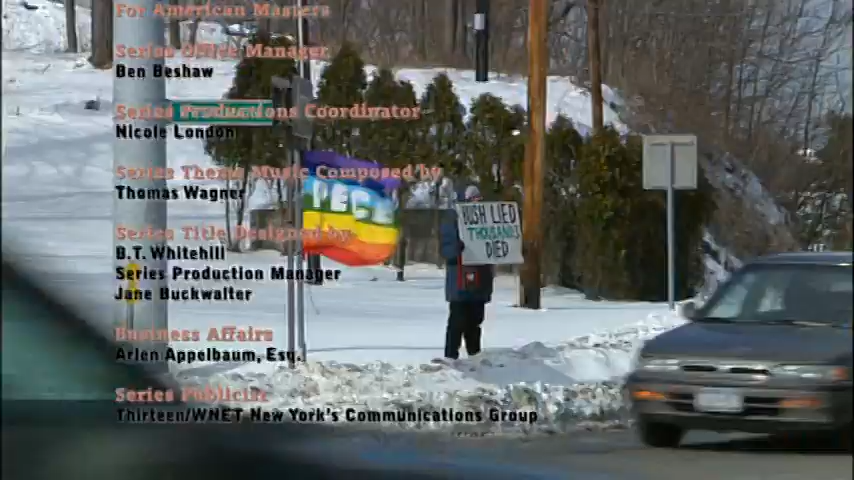 For American Masters
Series Office Manager
Ben Beshaw
Series Productions Coordinator
Nicole London
Series Theme Music Composed by
Thomas Wagner
PECE
BUSH LIED
THOUSANDS
DIED
Series Title Designed by
B.T. Whitehill
Series Production Manager
Jane Buckwalter
Business Affairs
Arlen Appelbaum, Esq.
Series Publicist
Thirteen/WNET New York's Communications Group